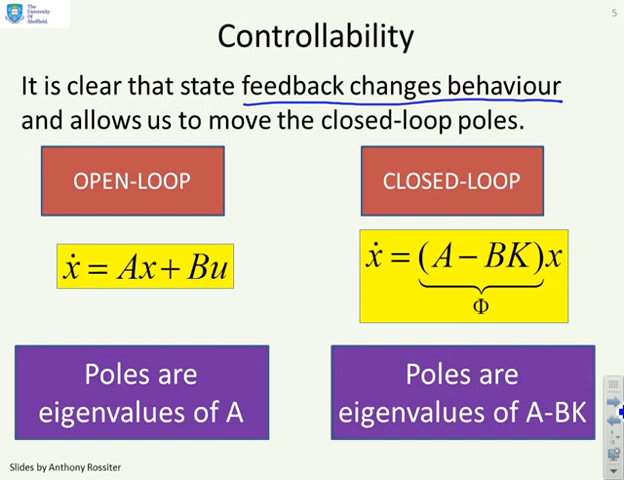 The
University
Of
Sheffield.
5
Controllability
It is clear that state feedback changes behaviour
and allows us to move the closed-loop poles.
OPEN-LOOP
CLOSED-LOOP
ẋ = Ax + Bu
ẋ = (A − BK)x
Φ
Poles are
eigenvalues of A
Poles are
eigenvalues of A-BK
Slides by Anthony Rossiter